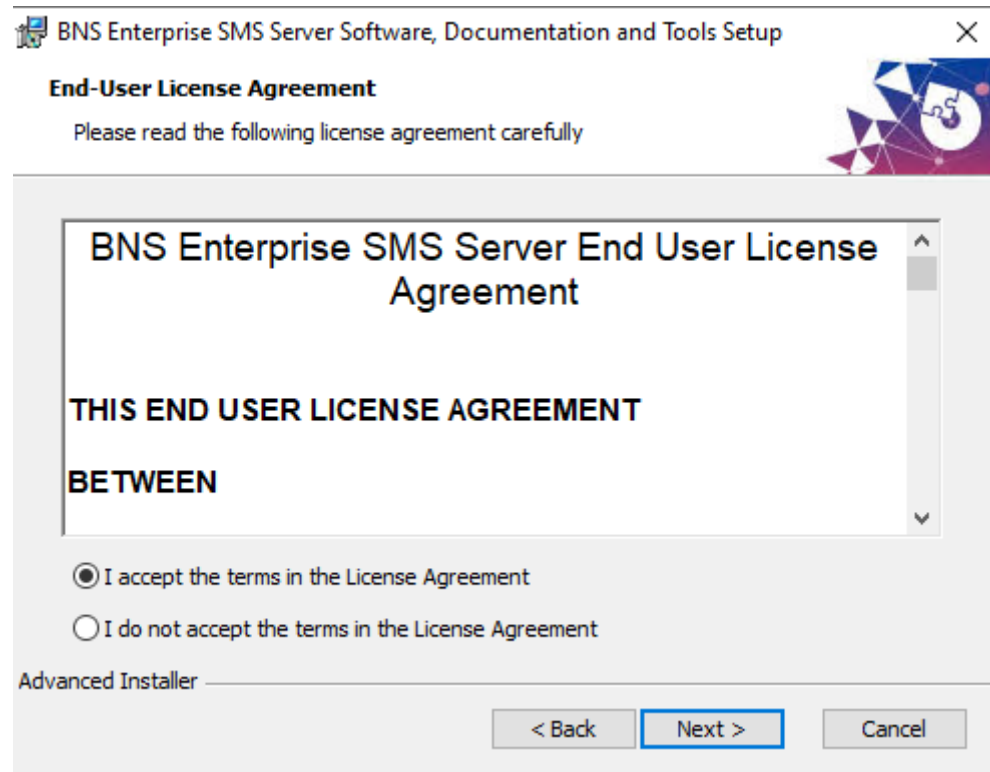 BNS Enterprise SMS Server Software, Documentation and Tools Setup
End-User License Agreement
Please read the following license agreement carefully
BNS Enterprise SMS Server End User License
Agreement
THIS END USER LICENSE AGREEMENT
BETWEEN
I accept the terms in the License Agreement
I do not accept the terms in the License Agreement
Advanced Installer
< Back
Next >
Cancel